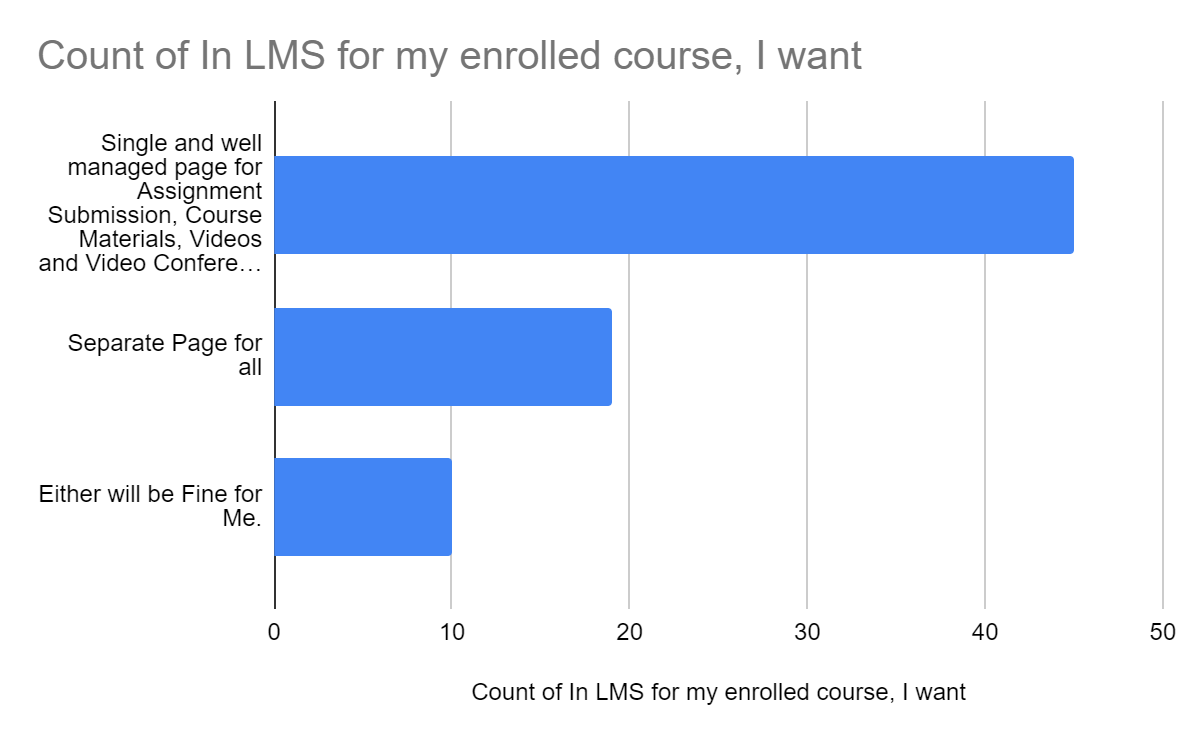 Count of In LMS for my enrolled course, I want
Single and well
managed page for
Assignment
Submission, Course
Materials, Videos
and Video Confere…
Separate Page for
all
Either will be Fine for
Me.
0 10 20 30 40 50
Count of In LMS for my enrolled course, I want